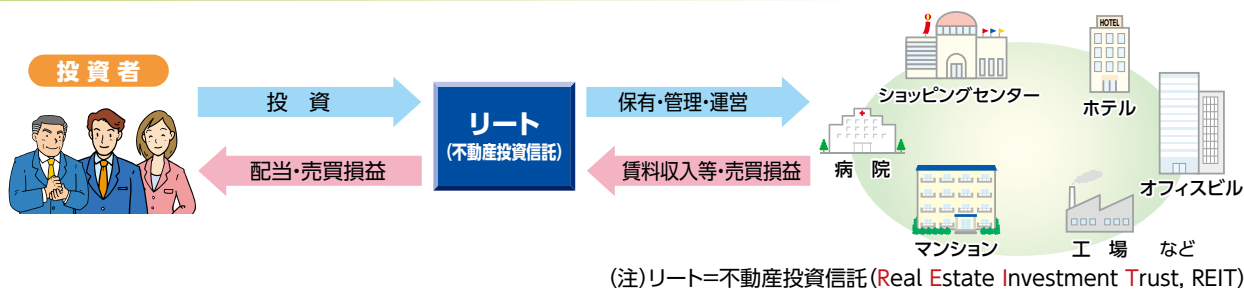 投資者
投 資
配当・売買損益
リート
(不動産投資信託)
保有・管理・運営
賃料収入等・売買損益
ショッピングセンター
HOTEL
ホテル
病 院
オフィスビル
マンション
工 場 など
(注)リート=不動産投資信託(Real Estate Investment Trust, REIT)